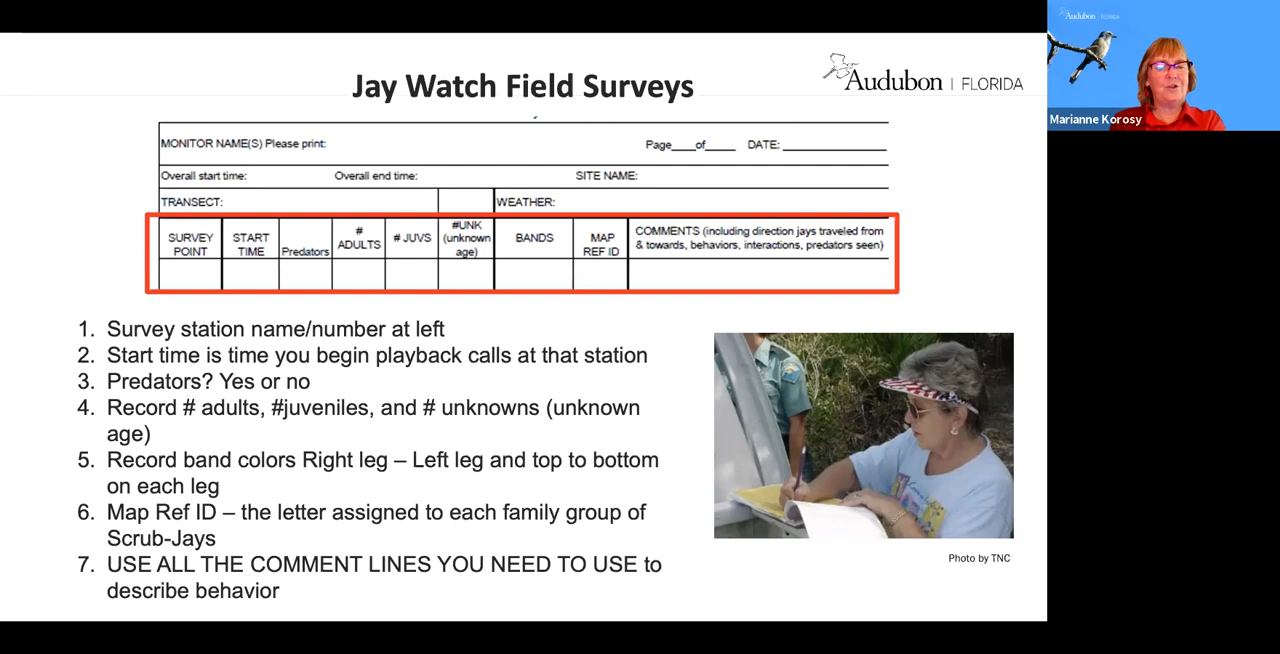 Jay Watch Field Surveys
Audubon | FLORIDA
Audubon | FLORIDA
Marianne Korosy
MONITOR NAME(S) Please print: Page____of_____ DATE: ______________
Overall start time: Overall end time: SITE NAME:
TRANSECT: WEATHER:
SURVEY POINT
START TIME
Predators
# ADULTS
# JUVS
#UNK (unknown age)
BANDS
MAP REF ID
COMMENTS (including direction jays traveled from
& towards, behaviors, interactions, predators seen)
1. Survey station name/number at left
2. Start time is time you begin playback calls at that station
3. Predators? Yes or no
4. Record # adults, #juveniles, and # unknowns (unknown
age)
5. Record band colors Right leg – Left leg and top to bottom
on each leg
6. Map Ref ID – the letter assigned to each family group of
Scrub-Jays
7. USE ALL THE COMMENT LINES YOU NEED TO USE to
describe behavior
Photo by TNC